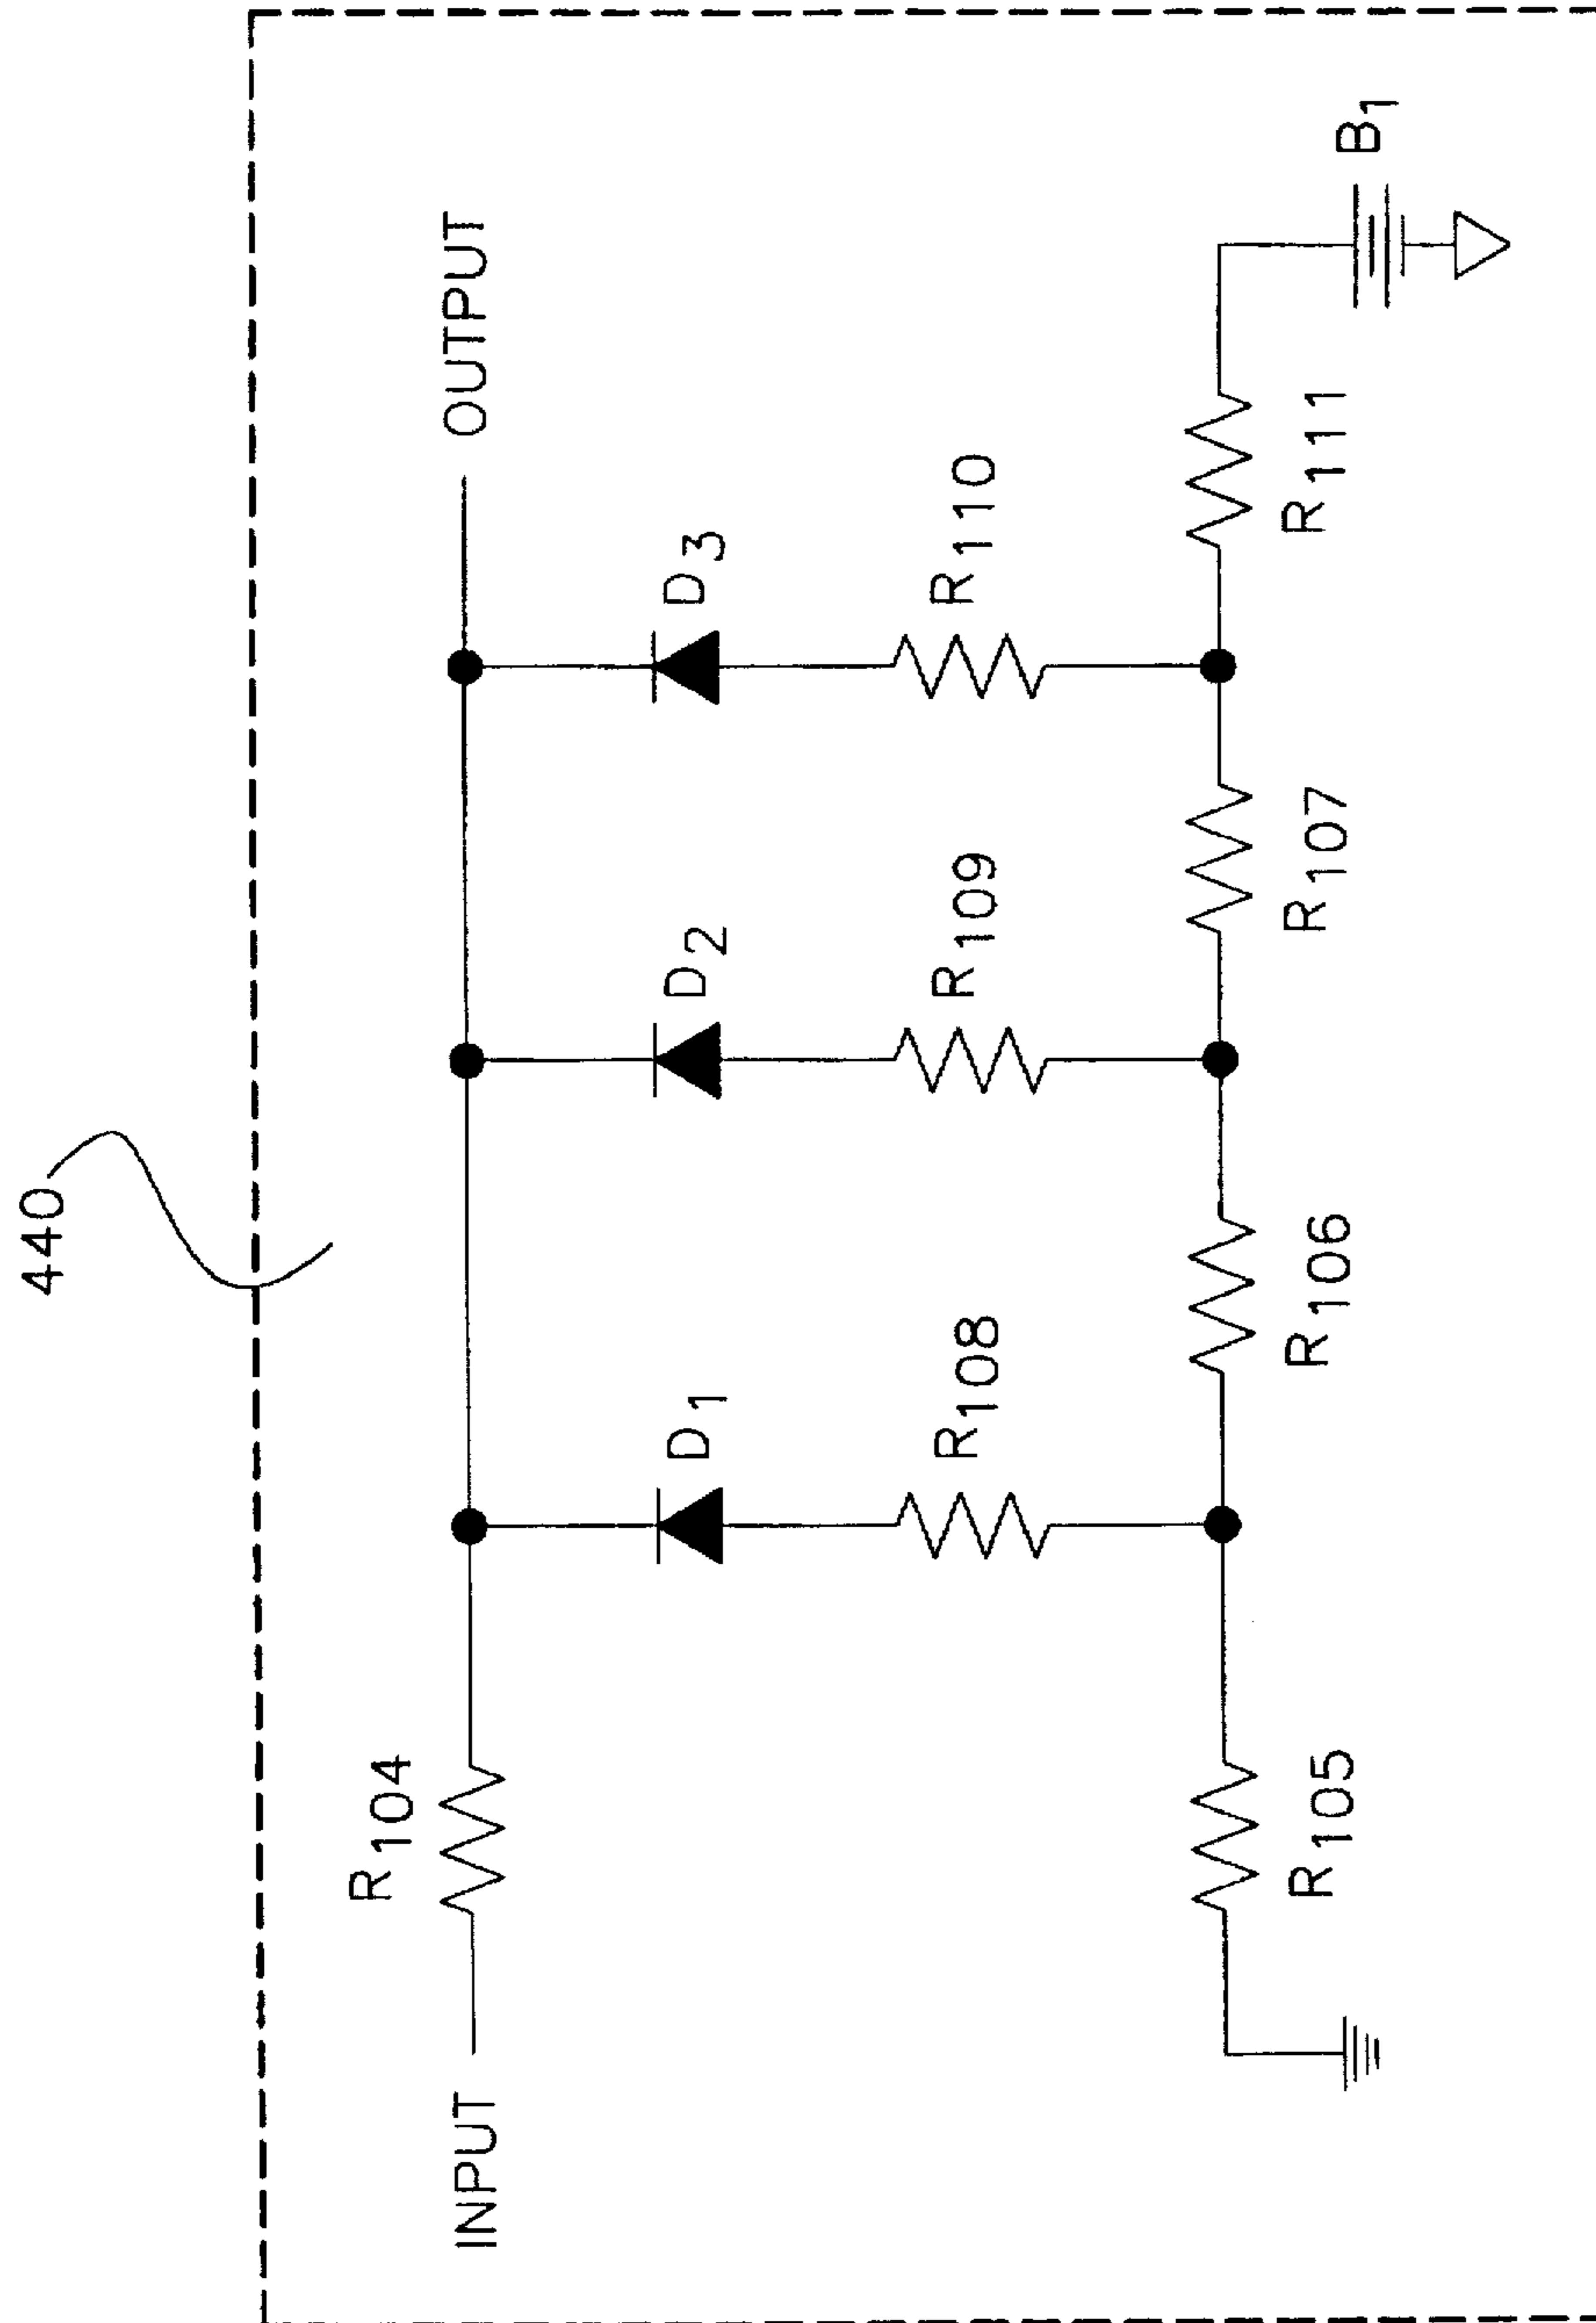 440
R104
INPUT
OUTPUT
D1
D2
D3
R108
R109
R110
R105
R106
R107
R111
B1